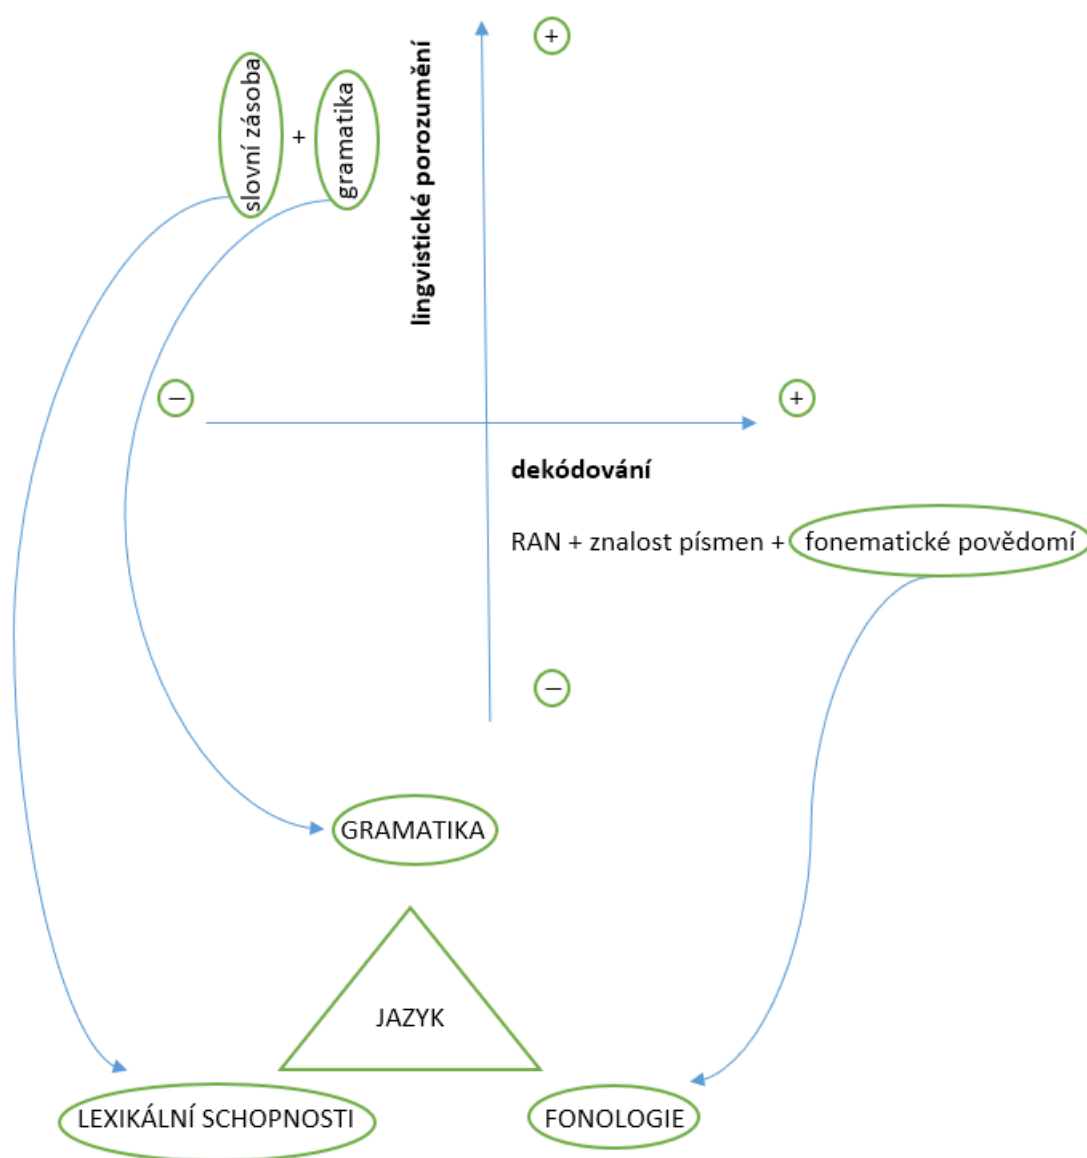 +
slovní zásoba + gramatika
lingvistické porozumění
− +
dekódování
RAN + znalost písmen + fonematické povědomí
−
GRAMATIKA
JAZYK
LEXIKÁLNÍ SCHOPNOSTI FONOLOGIE